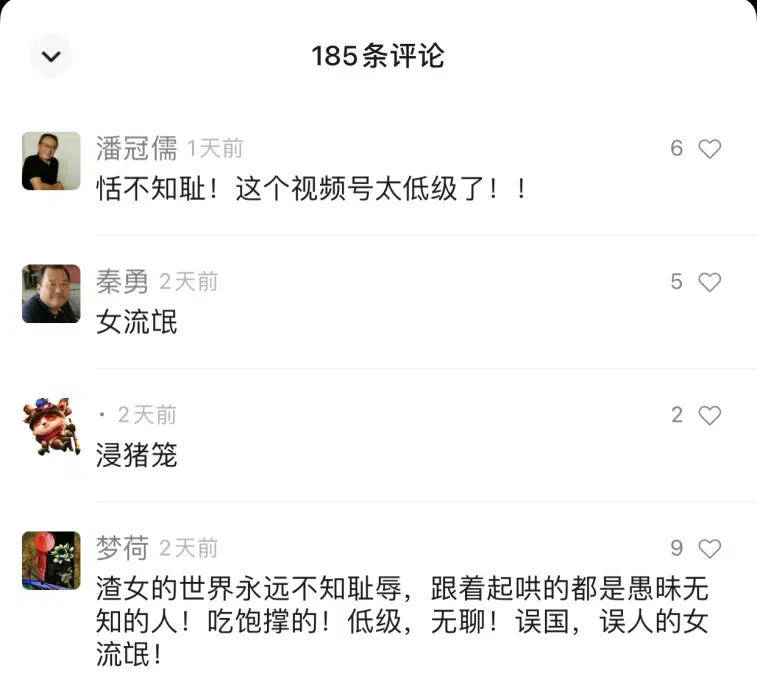 185条评论
潘冠儒 1天前 6
恬不知耻！这个视频号太低级了！！
秦勇 2天前 5
女流氓
· 2天前 2
浸猪笼
梦荷 2天前 9
渣女的世界永远不知耻辱，跟着起哄的都是愚昧无
知的人！吃饱撑的！低级，无聊！误国，误人的女
流氓！